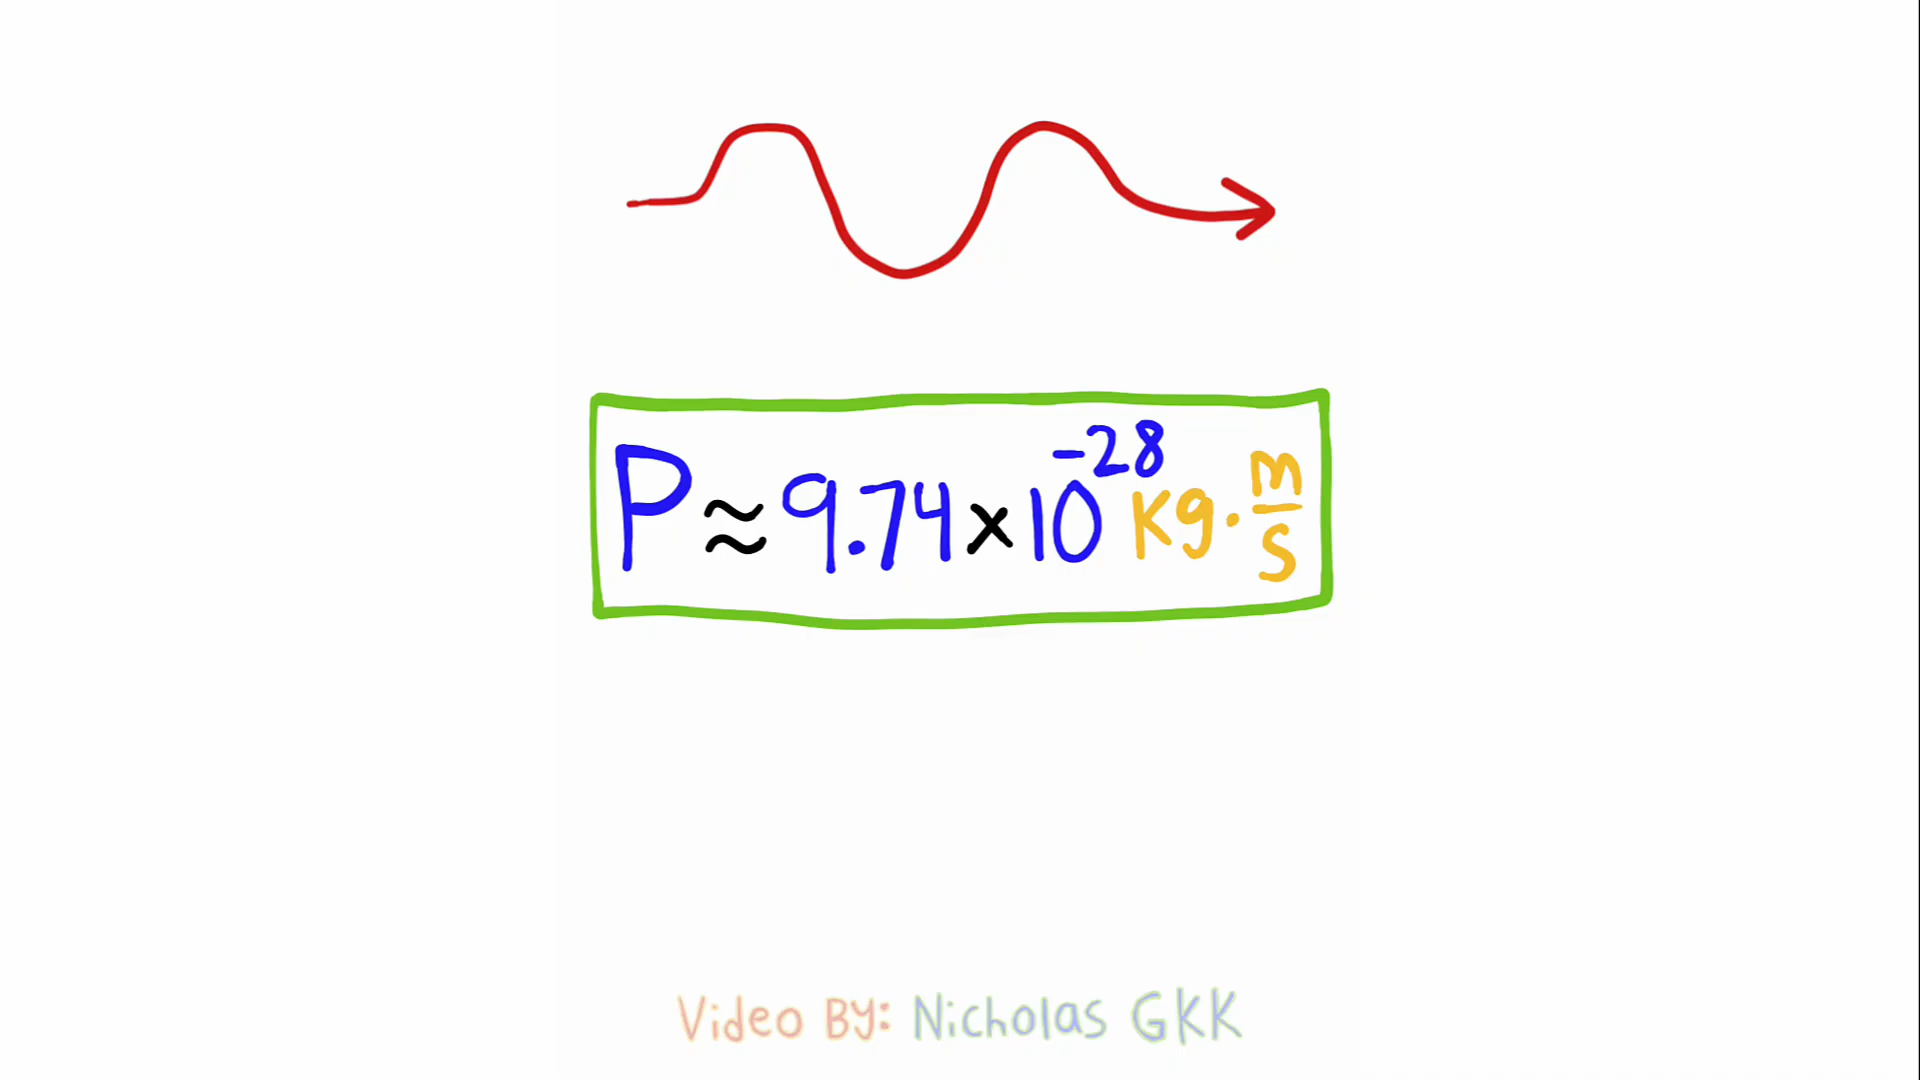 P ≈ 9.74 × 10⁻²⁸ kg · m/s
Video By: Nicholas GKK